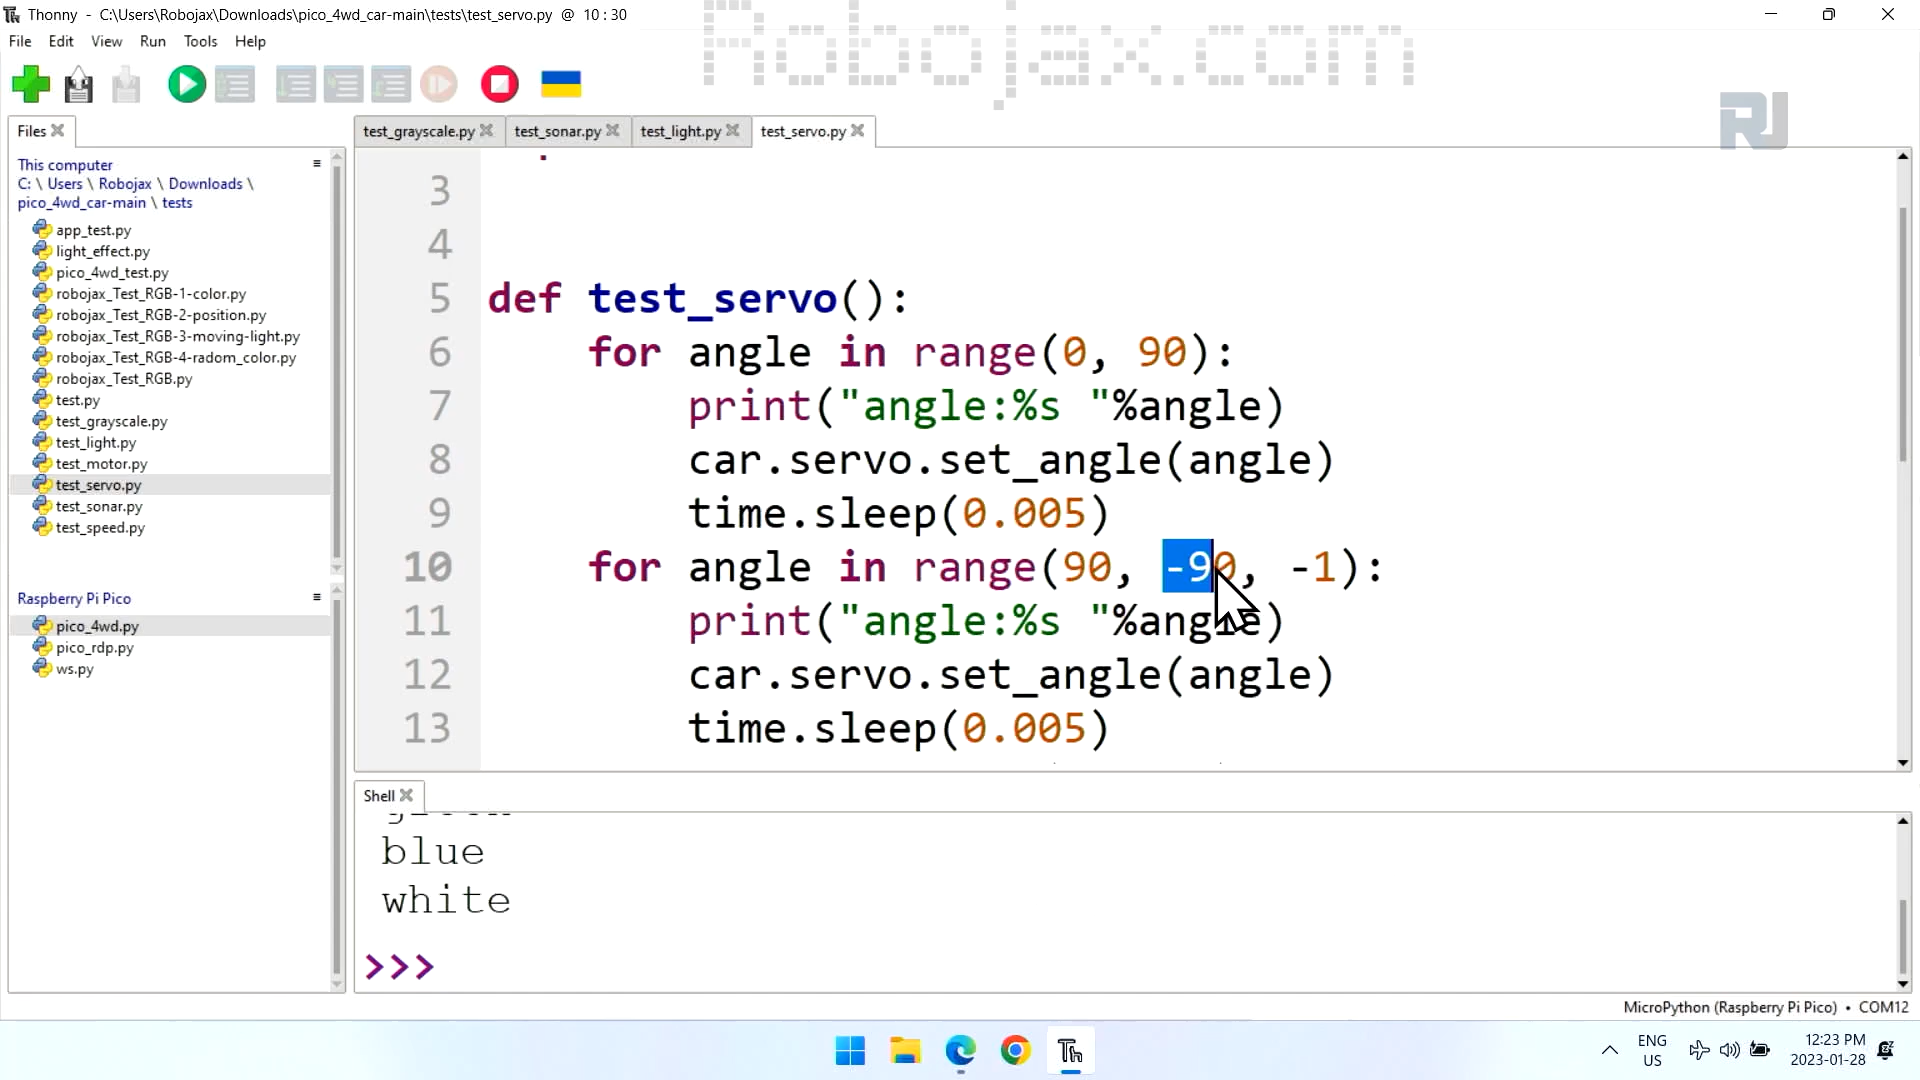 Thonny - C:\Users\Robojax\Downloads\pico_4wd_car-main\tests\test_servo.py @ 10 : 30
File Edit View Run Tools Help
Robojax.com
RJ
Files
This computer
C: \ Users \ Robojax \ Downloads \
pico_4wd_car-main \ tests
app_test.py
light_effect.py
pico_4wd_test.py
robojax_Test_RGB-1-color.py
robojax_Test_RGB-2-position.py
robojax_Test_RGB-3-moving-light.py
robojax_Test_RGB-4-radom_color.py
robojax_Test_RGB.py
test.py
test_grayscale.py
test_light.py
test_motor.py
test_servo.py
test_sonar.py
test_speed.py
Raspberry Pi Pico
pico_4wd.py
pico_rdp.py
ws.py
test_grayscale.py test_sonar.py test_light.py test_servo.py
3
4
5 def test_servo():
6 for angle in range(0, 90):
7 print("angle:%s "%angle)
8 car.servo.set_angle(angle)
9 time.sleep(0.005)
10 for angle in range(90, -90, -1):
11 print("angle:%s "%angle)
12 car.servo.set_angle(angle)
13 time.sleep(0.005)
Shell
blue
white
>>>
MicroPython (Raspberry Pi Pico) • COM12
Th
ENG
US
12:23 PM
2023-01-28